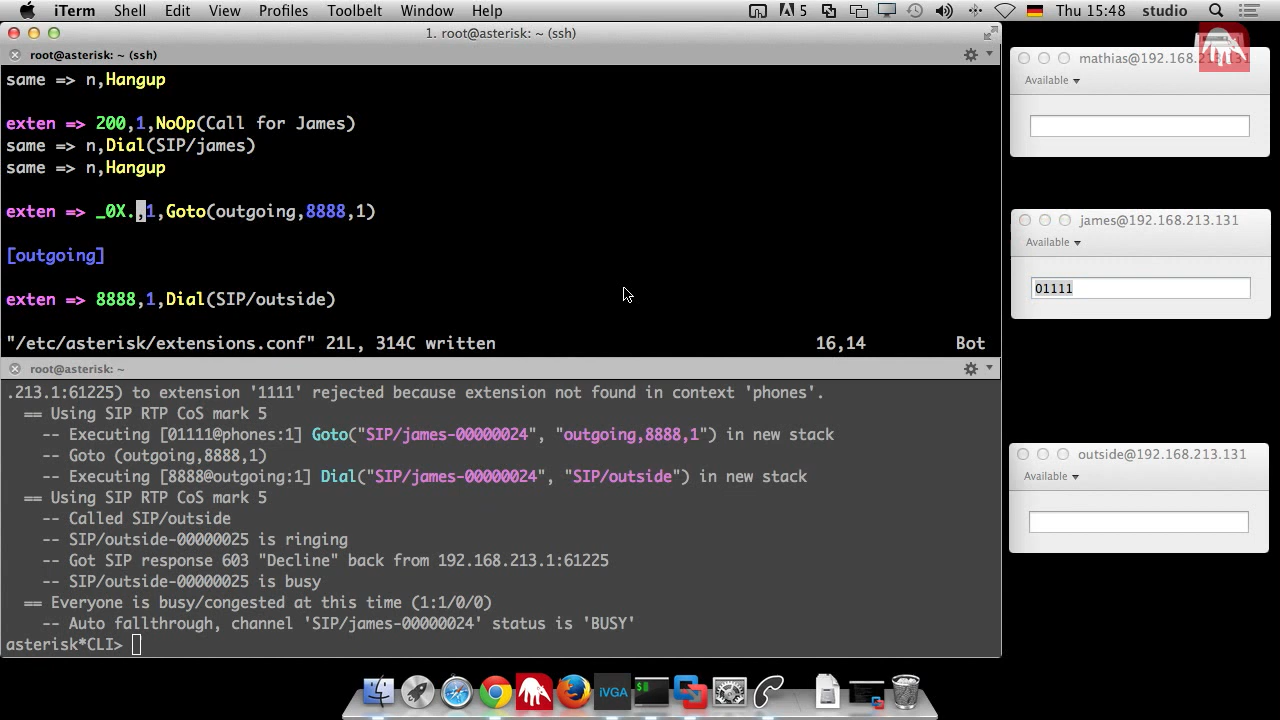 iTerm Shell Edit View Profiles Toolbelt Window Help 5 Thu 15:48 studio
1. root@asterisk: ~ (ssh)
root@asterisk: ~ (ssh)
same => n,Hangup
exten => 200,1,NoOp(Call for James)
same => n,Dial(SIP/james)
same => n,Hangup
exten => _0X.,1,Goto(outgoing,8888,1)
[outgoing]
exten => 8888,1,Dial(SIP/outside)
"/etc/asterisk/extensions.conf" 21L, 314C written 16,14 Bot
root@asterisk: ~
.213.1:61225) to extension '1111' rejected because extension not found in context 'phones'.
== Using SIP RTP CoS mark 5
-- Executing [01111@phones:1] Goto("SIP/james-00000024", "outgoing,8888,1") in new stack
-- Goto (outgoing,8888,1)
-- Executing [8888@outgoing:1] Dial("SIP/james-00000024", "SIP/outside") in new stack
== Using SIP RTP CoS mark 5
-- Called SIP/outside
-- SIP/outside-00000025 is ringing
-- Got SIP response 603 "Decline" back from 192.168.213.1:61225
-- SIP/outside-00000025 is busy
== Everyone is busy/congested at this time (1:1/0/0)
-- Auto fallthrough, channel 'SIP/james-00000024' status is 'BUSY'
asterisk*CLI>
mathias@192.168.213.131
Available
james@192.168.213.131
Available
01111
outside@192.168.213.131
Available
iVGA